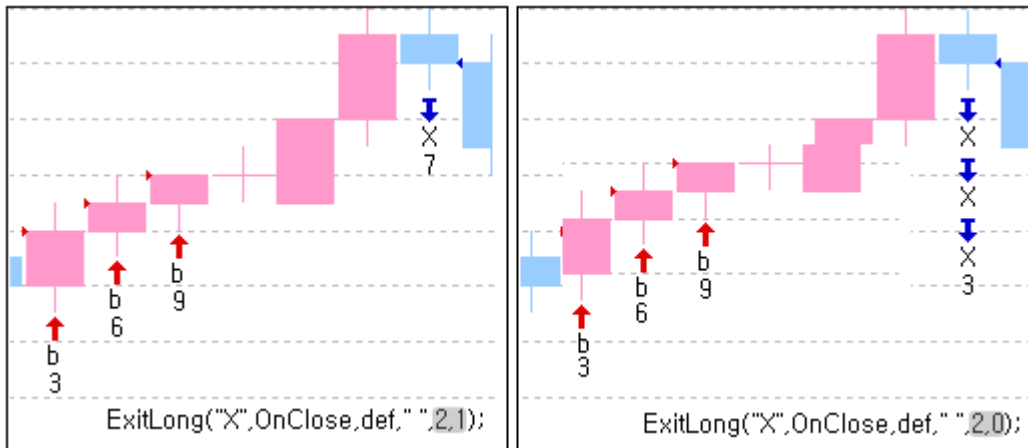 X
7
b
9
b
6
b
3
ExitLong("X",OnClose,def," ",2,1);
X
X
X
3
b
9
b
6
b
3
ExitLong("X",OnClose,def," ",2,0);